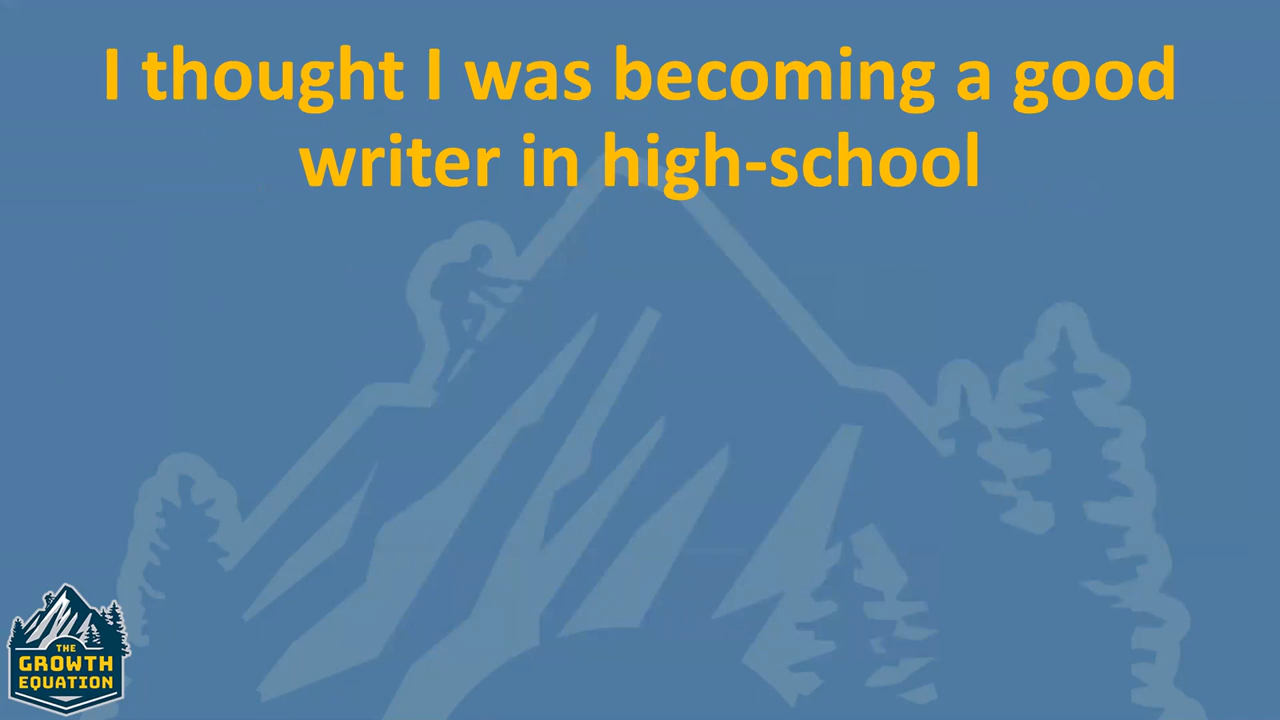 I thought I was becoming a good
writer in high-school
THE
GROWTH
EQUATION